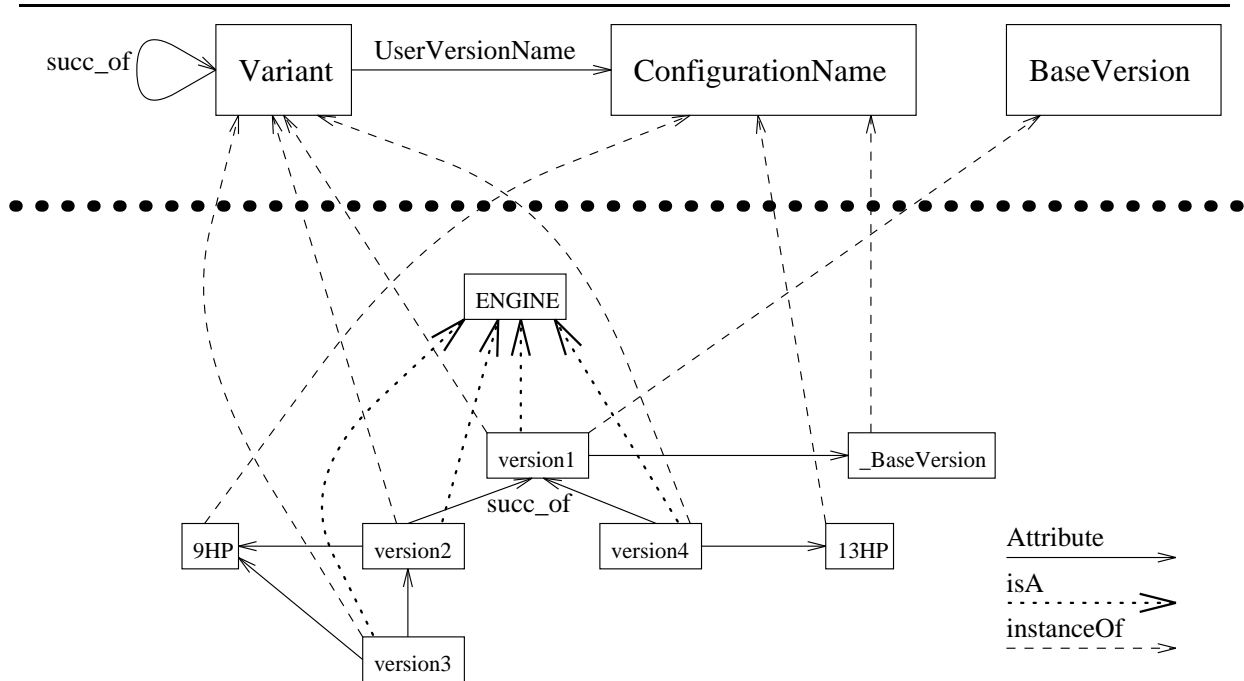 UserVersionName
succ_of
Variant
ConfigurationName
BaseVersion
ENGINE
version1
_BaseVersion
succ_of
9HP
version2
version4
13HP
Attribute
isA
instanceOf
version3